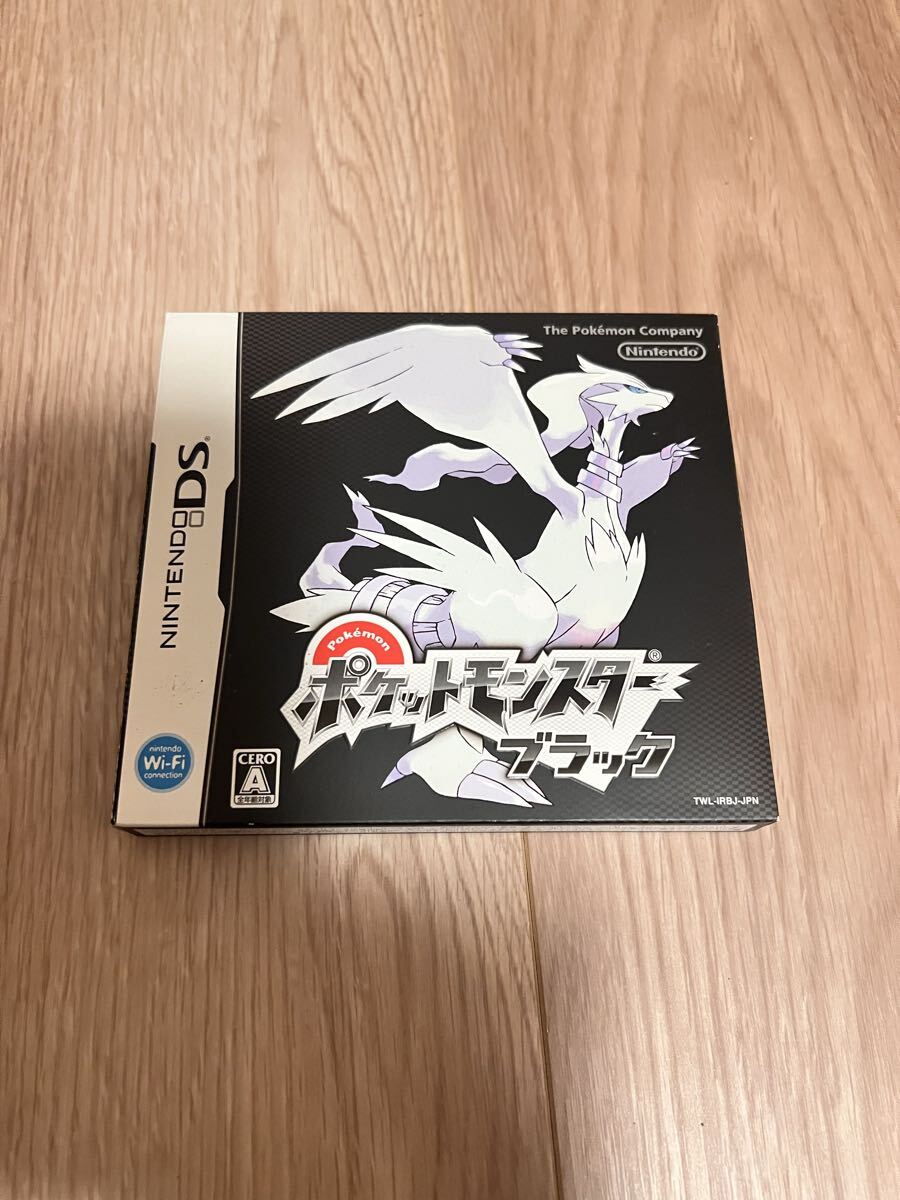 The Pokémon Company
Nintendo
NINTENDO DS®
Pokémon
ポケットモンスター®
ブラック
nintendo
Wi-Fi
connection
CERO
A
全年齢対象
TWL-IRBJ-JPN